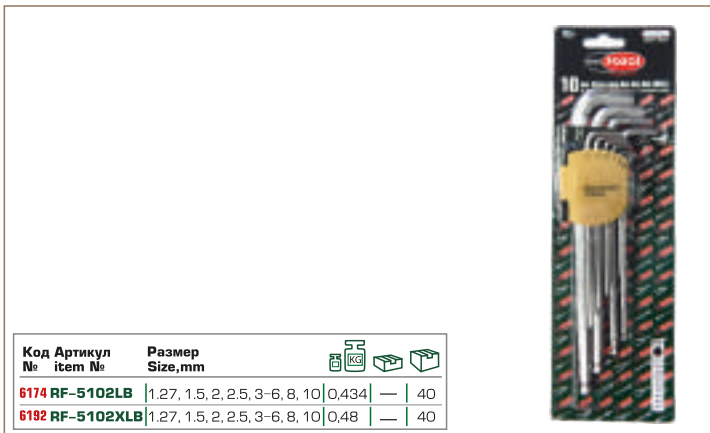 10
Код Артикул Размер
№ item № Size,mm
KG
6174 RF-5102LB 1.27, 1.5, 2, 2.5, 3-6, 8, 10 0,434 — 40
6192 RF-5102XLB 1.27, 1.5, 2, 2.5, 3-6, 8, 10 0,48 — 40